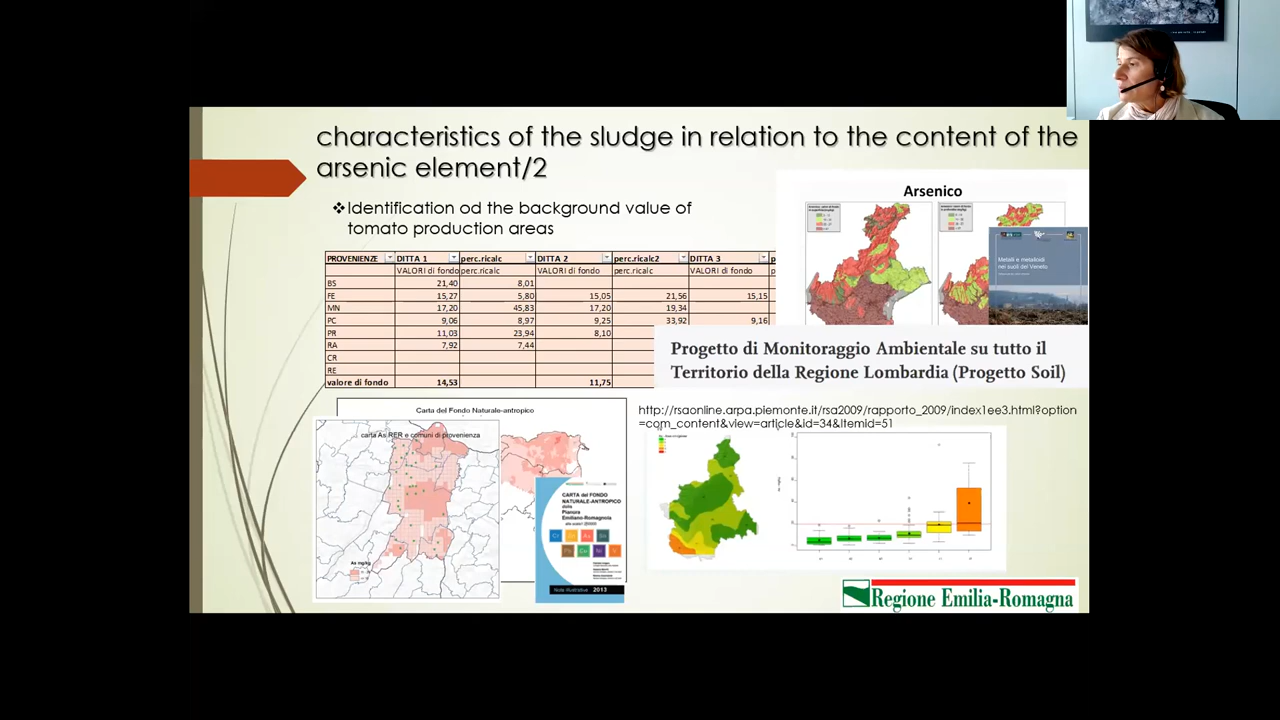 characteristics of the sludge in relation to the content of the
arsenic element/2
❖Identification od the background value of
tomato production areas
PROVENIENZE DITTA 1 perc.ricalc DITTA 2 perc.ricalc2 DITTA 3 p
VALORI di fondo perc.ricalc VALORI di fondo perc.ricalc VALORI di fondo p
BS 21,40 8,01
FE 15,27 5,80 15,05 21,56 15,15
MN 17,20 45,83 17,20 19,34
PC 9,06 8,97 9,25 33,92 9,16
PR 11,03 23,94 8,10
RA 7,92 7,44
CR
RE
valore di fondo 14,53 11,75
Arsenico
Metalli e metalloidi
nei suoli del Veneto
Progetto di Monitoraggio Ambientale su tutto il
Territorio della Regione Lombardia (Progetto Soil)
http://rsaonline.arpa.piemonte.it/rsa2009/rapporto_2009/index1ee3.html?option
=com_content&view=article&id=34&Itemid=51
Carta del Fondo Naturale-antropico
carta As RER e comuni di provenienza
As mg/kg
CARTA del FONDO
NATURALE-ANTROPICO
della
Pianura
Emiliano-Romagnola
Note illustrative 2013
Regione Emilia-Romagna